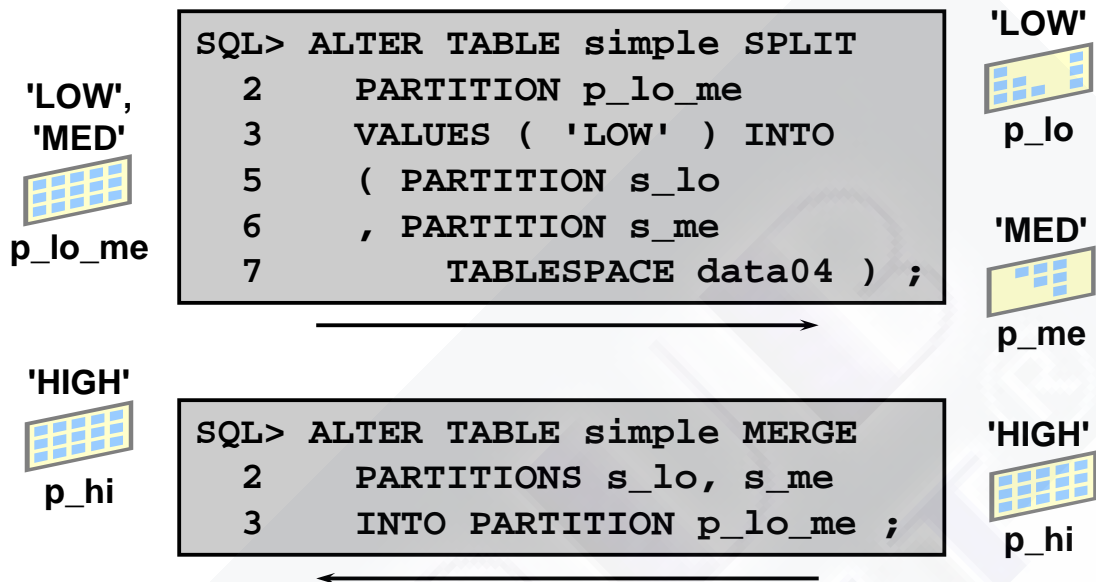 'LOW',
'MED'
p_lo_me
SQL> ALTER TABLE simple SPLIT
2 PARTITION p_lo_me
3 VALUES ( 'LOW' ) INTO
5 ( PARTITION s_lo
6 , PARTITION s_me
7 TABLESPACE data04 ) ;
'LOW'
p_lo
'MED'
p_me
'HIGH'
p_hi
SQL> ALTER TABLE simple MERGE
2 PARTITIONS s_lo, s_me
3 INTO PARTITION p_lo_me ;
'HIGH'
p_hi